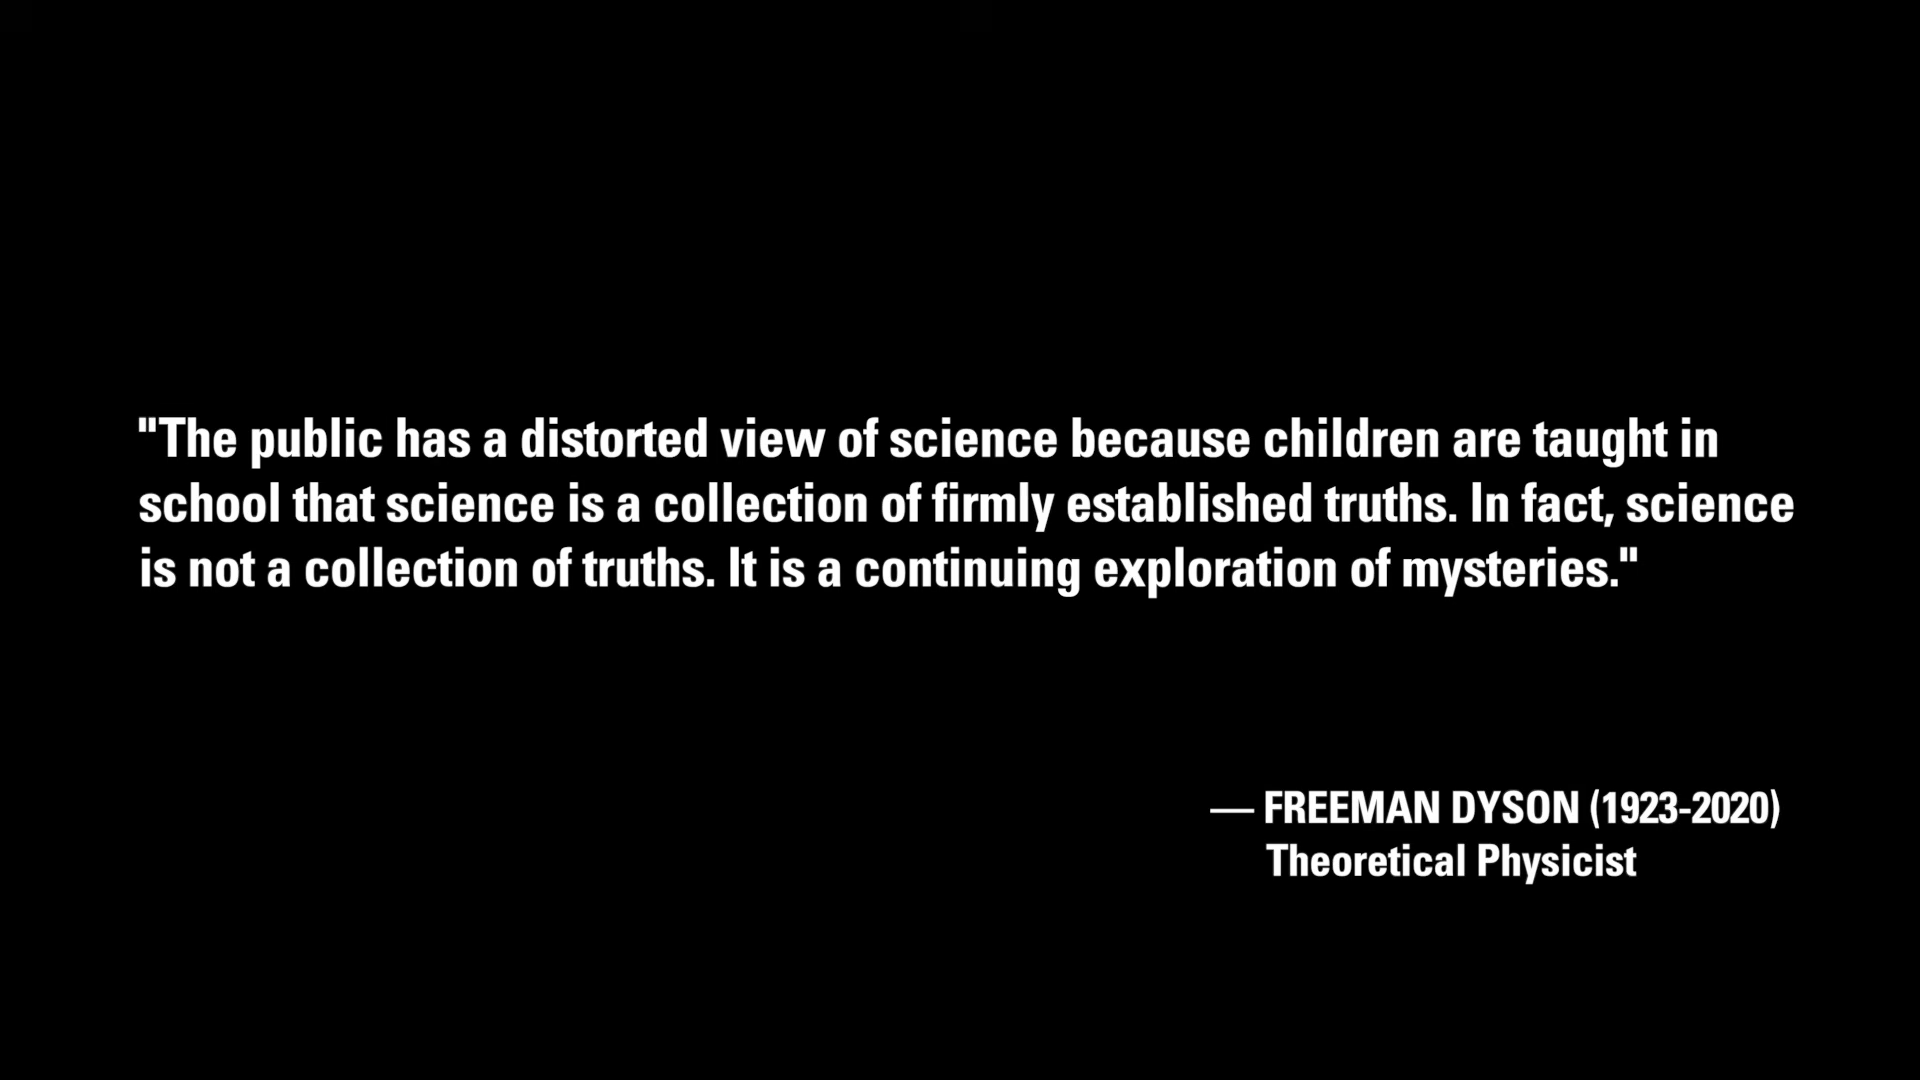 "The public has a distorted view of science because children are taught in
school that science is a collection of firmly established truths. In fact, science
is not a collection of truths. It is a continuing exploration of mysteries."
— FREEMAN DYSON (1923-2020)
Theoretical Physicist